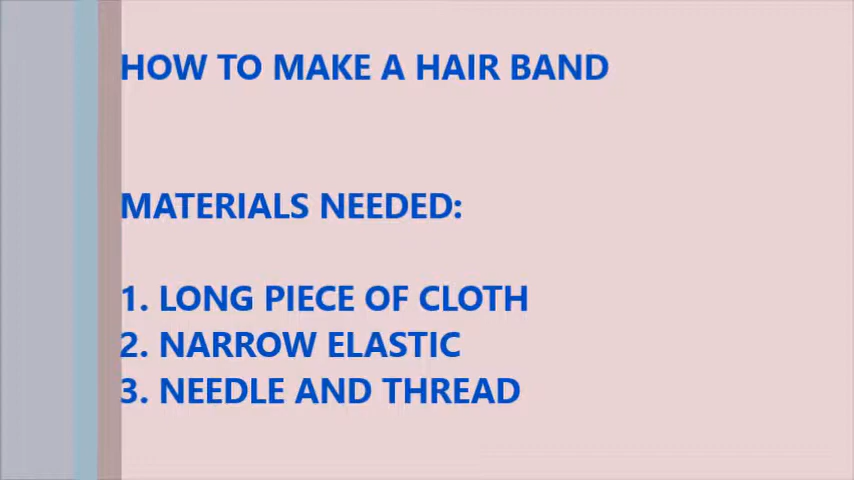 HOW TO MAKE A HAIR BAND
MATERIALS NEEDED:
1. LONG PIECE OF CLOTH
2. NARROW ELASTIC
3. NEEDLE AND THREAD